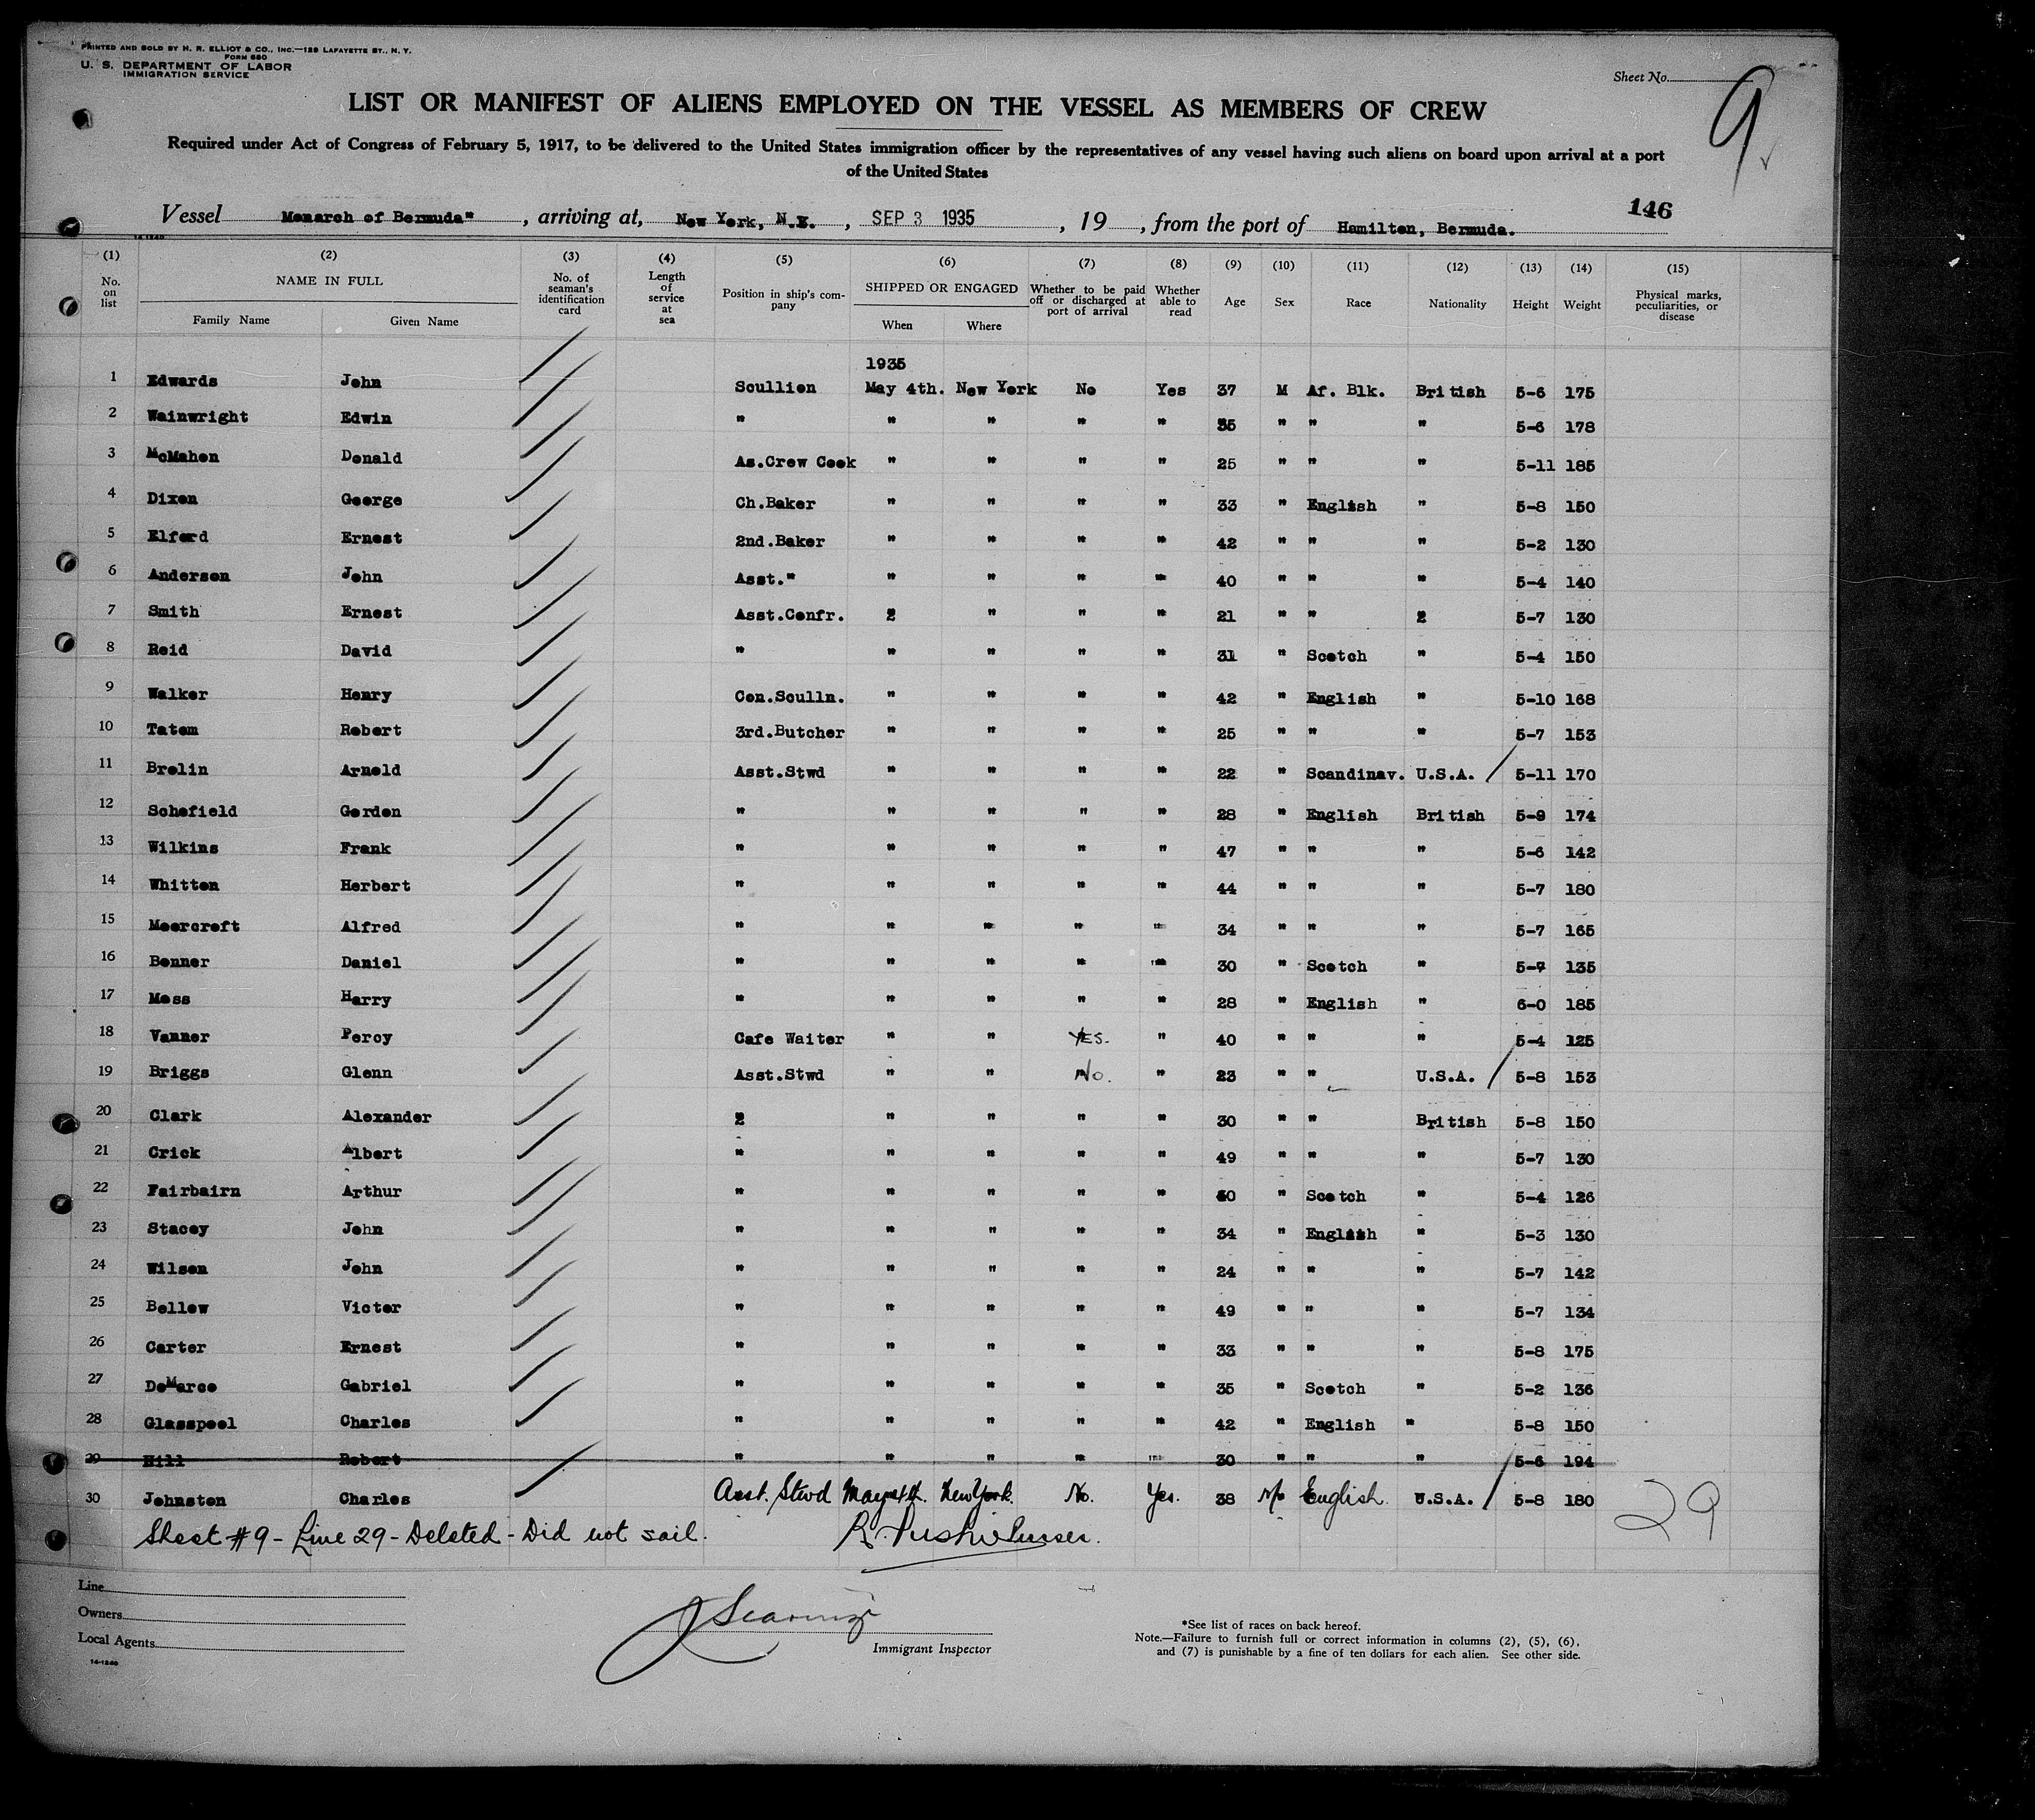 PRINTED AND SOLD BY H. R. ELLIOT & CO., INC.—129 LAFAYETTE ST., N. Y.
FORM 680
U. S. DEPARTMENT OF LABOR
IMMIGRATION SERVICE
Sheet No. 9
LIST OR MANIFEST OF ALIENS EMPLOYED ON THE VESSEL AS MEMBERS OF CREW
Required under Act of Congress of February 5, 1917, to be delivered to the United States immigration officer by the representatives of any vessel having such aliens on board upon arrival at a port
of the United States
146
Vessel Monarch of Bermuda" , arriving at, New York, N.Y. , SEP 3 1935 , 19 , from the port of Hamilton, Bermuda.
14-1240
(1) (2) (3) (4) (5) (6) (7) (8) (9) (10) (11) (12) (13) (14) (15)
No. on list NAME IN FULL Family Name Given Name No. of seaman's identification card Length of service at sea Position in ship's company SHIPPED OR ENGAGED When Where Whether to be paid off or discharged at port of arrival Whether able to read Age Sex Race Nationality Height Weight Physical marks, peculiarities, or disease
1935
1 Edwards John Scullion May 4th. New York No Yes 37 M Af. Blk. British 5-6 175
2 Wainwright Edwin " " " " " 35 " " " 5-6 178
3 McMahon Donald As.Crew Cook " " " " 25 " " " 5-11 185
4 Dixon George Ch.Baker " " " " 33 " English " 5-8 150
5 Elford Ernest 2nd.Baker " " " " 42 " " " 5-2 130
6 Anderson John Asst." " " " " 40 " " " 5-4 140
7 Smith Ernest Asst.Confr. 2 " " " 21 " " 2 5-7 130
8 Reid David " " " " " 31 " Scotch " 5-4 150
9 Walker Henry Con.Sculln. " " " " 42 " English " 5-10 168
10 Tatem Robert 3rd.Butcher " " " " 25 " " " 5-7 153
11 Brolin Arnold Asst.Stwd " " " " 22 " Scandinav. U.S.A. / 5-11 170
12 Schofield Gordon " " " " " 28 " English British 5-9 174
13 Wilkins Frank " " " " " 47 " " " 5-6 142
14 Whitton Herbert " " " " " 44 " " " 5-7 180
15 Moorcroft Alfred " " " " " 34 " " " 5-7 165
16 Bonner Daniel " " " " " 30 " Scotch " 5-7 135
17 Moss Harry " " " " " 28 " English " 6-0 185
18 Vanner Percy Cafe Waiter " " YES. " 40 " " " 5-4 125
19 Briggs Glenn Asst.Stwd " " No. " 23 " " U.S.A. / 5-8 153
20 Clark Alexander 2 " " " " 30 " " British 5-8 150
21 Crick Albert " " " " " 49 " " " 5-7 130
22 Fairbairn Arthur " " " " " " Scotch " 5-4 126
23 Stacey John " " " " " 34 " English " 5-3 130
24 Wilson John " " " " " 24 " " " 5-7 142
25 Bellew Victor " " " " " 49 " " " 5-7 134
26 Carter Ernest " " " " " 33 " " " 5-8 175
27 DeMarco Gabriel " " " " " 35 " Scotch " 5-2 136
28 Glasspool Charles " " " " " 42 " English " 5-8 150
29 Hill Robert " " " " " 30 " " " 5-6 194
30 Johnston Charles Asst. Stwd May 4th. New York. No. Yes. 38 M English. U.S.A. / 5-8 180
29
Sheet #9 - Line 29 - Deleted - Did not sail. R. Purser.
Line
Owners
Local Agents
14-1240
Immigrant Inspector
*See list of races on back hereof.
Note.—Failure to furnish full or correct information in columns (2), (5), (6),
and (7) is punishable by a fine of ten dollars for each alien. See other side.